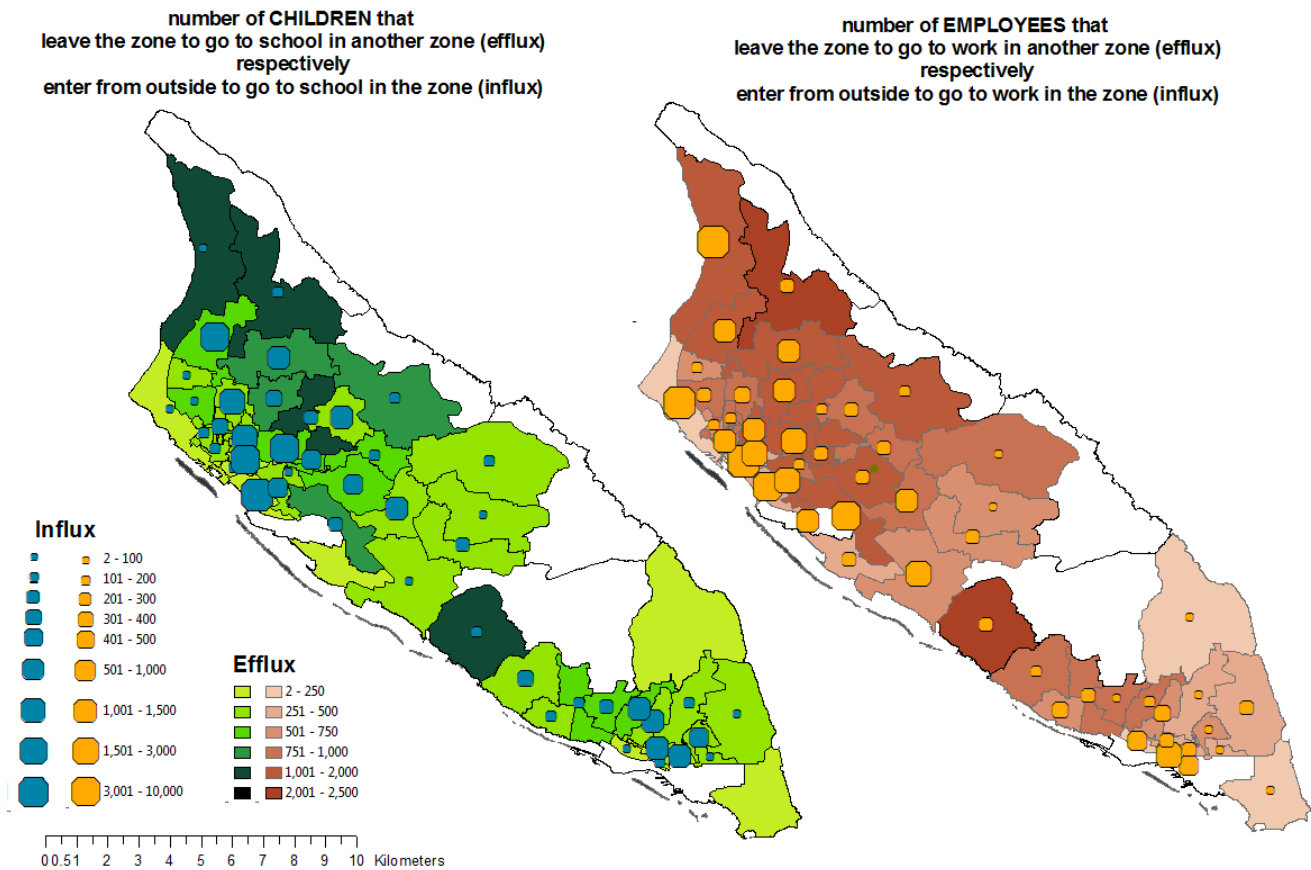 number of CHILDREN that
leave the zone to go to school in another zone (efflux)
respectively
enter from outside to go to school in the zone (influx)
number of EMPLOYEES that
leave the zone to go to work in another zone (efflux)
respectively
enter from outside to go to work in the zone (influx)
Influx
2 - 100
101 - 200
201 - 300
301 - 400
401 - 500
501 - 1,000
1,001 - 1,500
1,501 - 3,000
3,001 - 10,000
Efflux
2 - 250
251 - 500
501 - 750
751 - 1,000
1,001 - 2,000
2,001 - 2,500
0 0.5 1 2 3 4 5 6 7 8 9 10 Kilometers